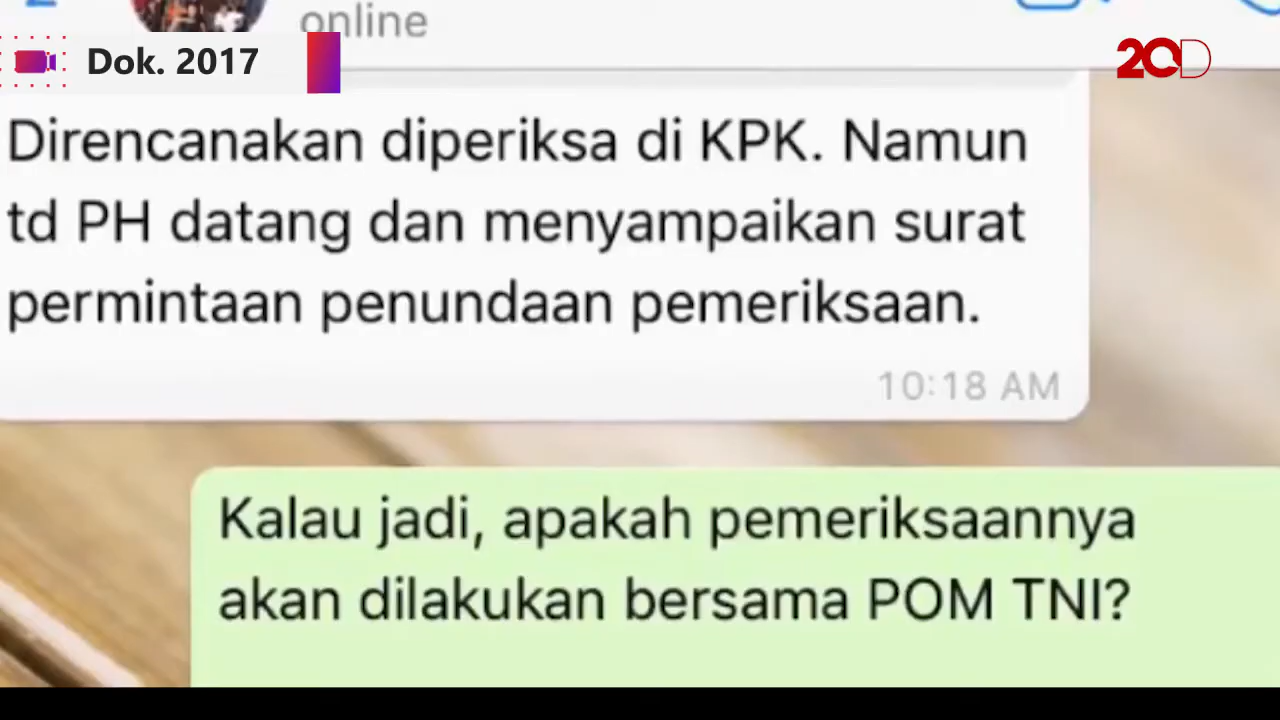 online
Dok. 2017
20D
Direncanakan diperiksa di KPK. Namun
td PH datang dan menyampaikan surat
permintaan penundaan pemeriksaan.
10:18 AM
Kalau jadi, apakah pemeriksaannya
akan dilakukan bersama POM TNI?